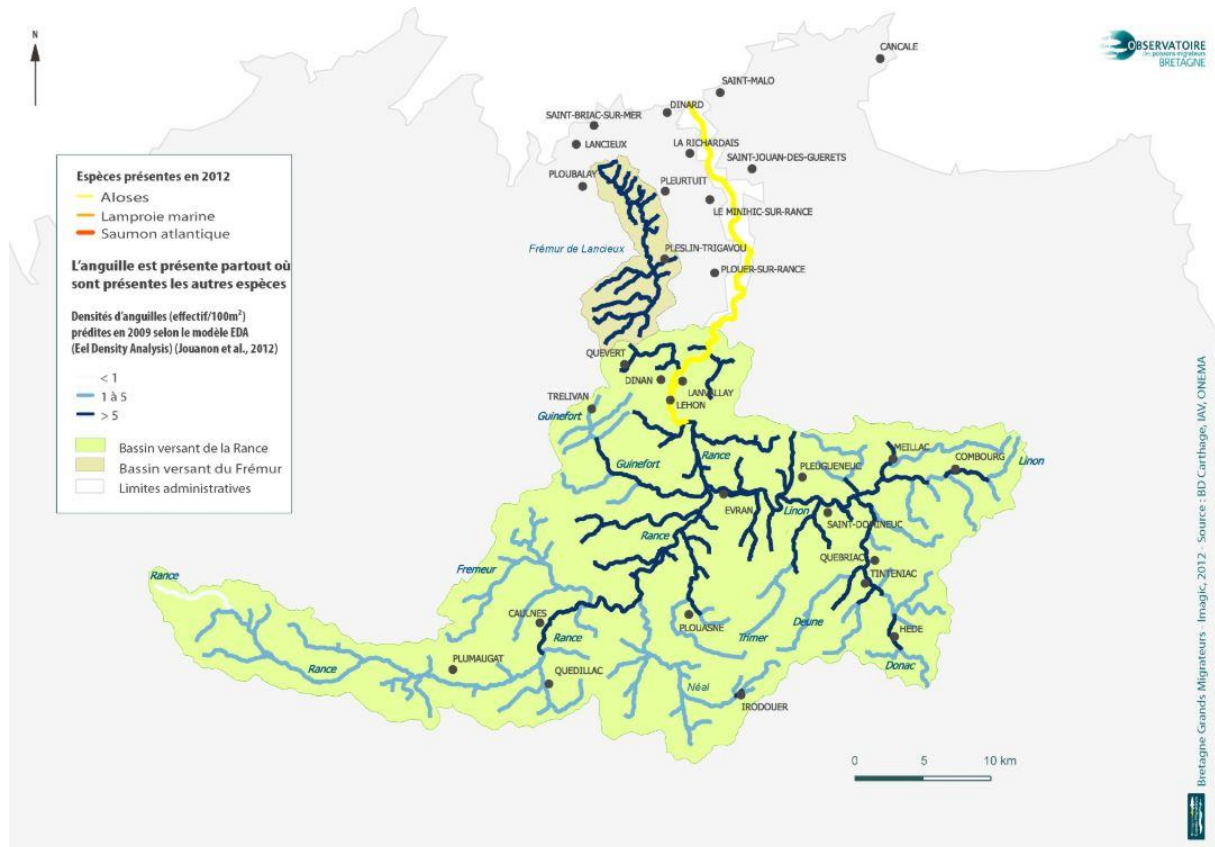 N
OBSERVATOIRE
des poissons migrateurs
BRETAGNE
CANCALE
SAINT-MALO
DINARD
SAINT-BRIAC-SUR-MER
LANCIEUX
LA RICHARDAIS
SAINT-JOUAN-DES-GUERETS
PLOUBALAY
PLEURTUIT
LE MINIHIC-SUR-RANCE
Frémur de Lancieux
PLESLIN-TRIGAVOU
PLOUER-SUR-RANCE
Espèces présentes en 2012
Aloses
Lamproie marine
Saumon atlantique
L'anguille est présente partout où
sont présentes les autres espèces
Densités d'anguilles (effectif/100m²)
prédites en 2009 selon le modèle EDA
(Eel Density Analysis) (Jouanon et al., 2012)
< 1
1 à 5
> 5
Bassin versant de la Rance
Bassin versant du Frémur
Limites administratives
QUEVERT
DINAN
LANVALLAY
TRELIVAN
LEHON
Guinefort
Guinefort
Rance
MEILLAC
PLEUGUENEUC
COMBOURG
Linon
EVRAN
Linon
SAINT-DOMINEUC
Rance
QUEBRIAC
TINTENIAC
Fremeur
Rance
CAULNES
PLOUASNE
Rance
Trimer
Deune
HEDE
Donac
PLUMAUGAT
Rance
QUEDILLAC
Néal
IRODOUER
0 5 10 km
Bretagne Grands Migrateurs - Imagic, 2012 - Source : BD Carthage, IAV, ONEMA